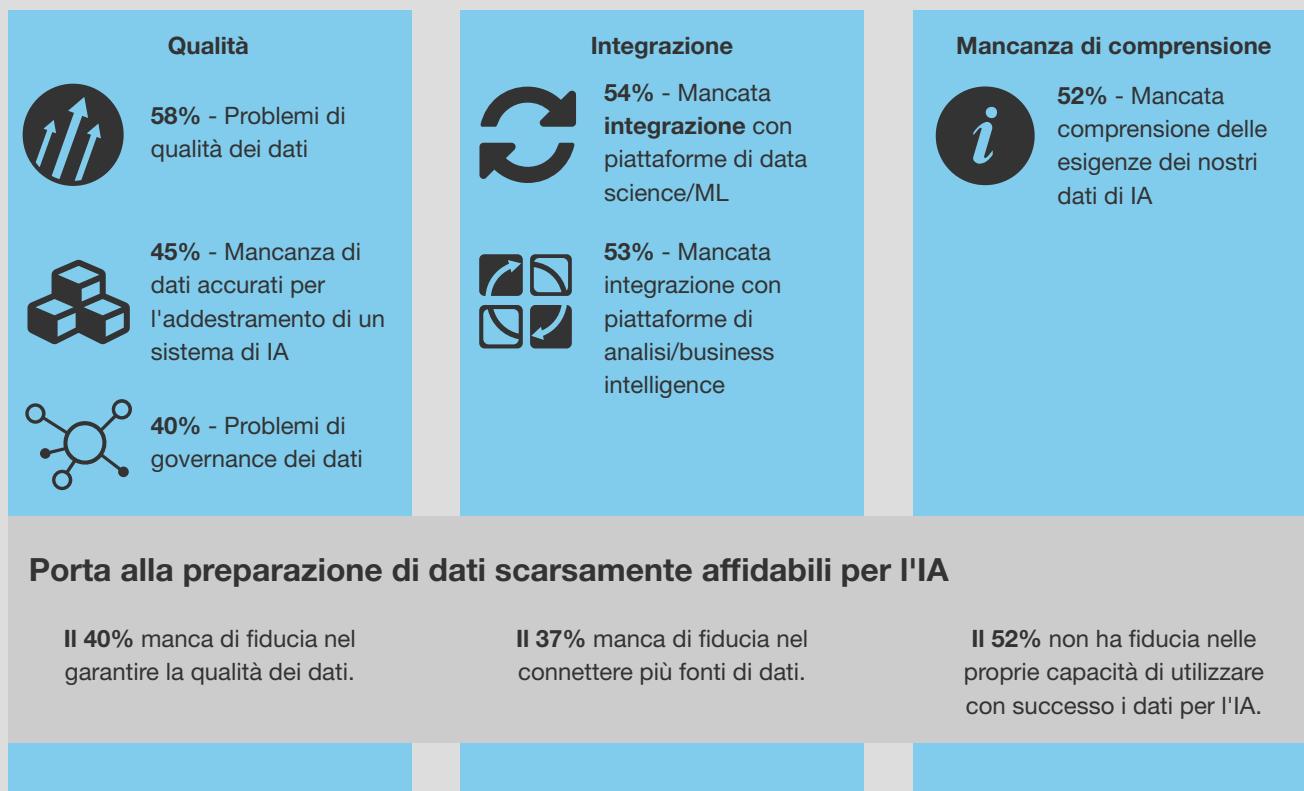 Qualità
58% - Problemi di
qualità dei dati
45% - Mancanza di
dati accurati per
l'addestramento di un
sistema di IA
40% - Problemi di
governance dei dati
Integrazione
54% - Mancata
integrazione con
piattaforme di data
science/ML
53% - Mancata
integrazione con
piattaforme di
analisi/business
intelligence
Mancanza di comprensione
52% - Mancata
comprensione delle
esigenze dei nostri
dati di IA
Porta alla preparazione di dati scarsamente affidabili per l'IA
Il 40% manca di fiducia nel
garantire la qualità dei dati.
Il 37% manca di fiducia nel
connettere più fonti di dati.
Il 52% non ha fiducia nelle
proprie capacità di utilizzare
con successo i dati per l'IA.